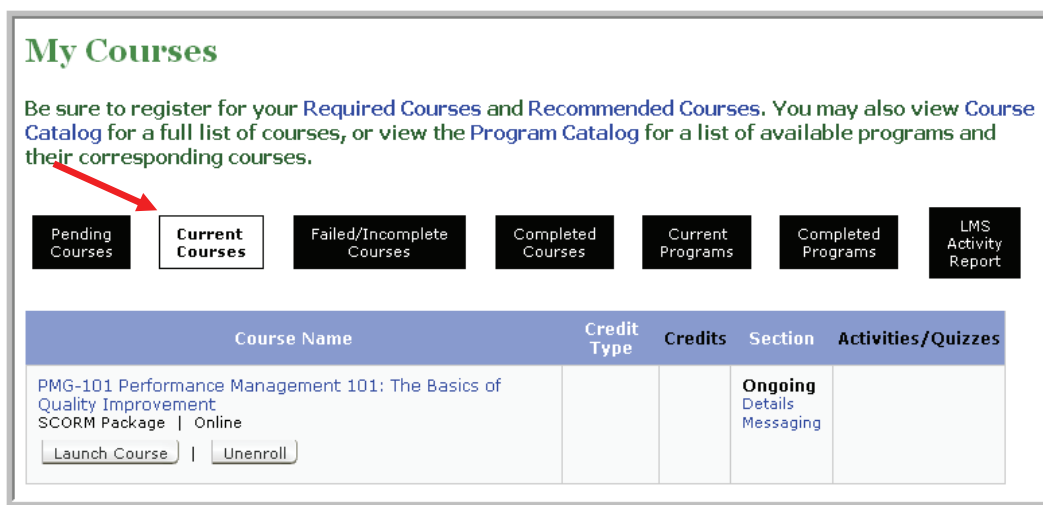 My Courses
Be sure to register for your Required Courses and Recommended Courses. You may also view Course
Catalog for a full list of courses, or view the Program Catalog for a list of available programs and
their corresponding courses.
Pending
Courses
Current
Courses
Failed/Incomplete
Courses
Completed
Courses
Current
Programs
Completed
Programs
LMS
Activity
Report
Course Name
Credit
Type
Credits
Section
Activities/Quizzes
PMG-101 Performance Management 101: The Basics of
Quality Improvement
SCORM Package | Online
Launch Course | Unenroll
Ongoing
Details
Messaging